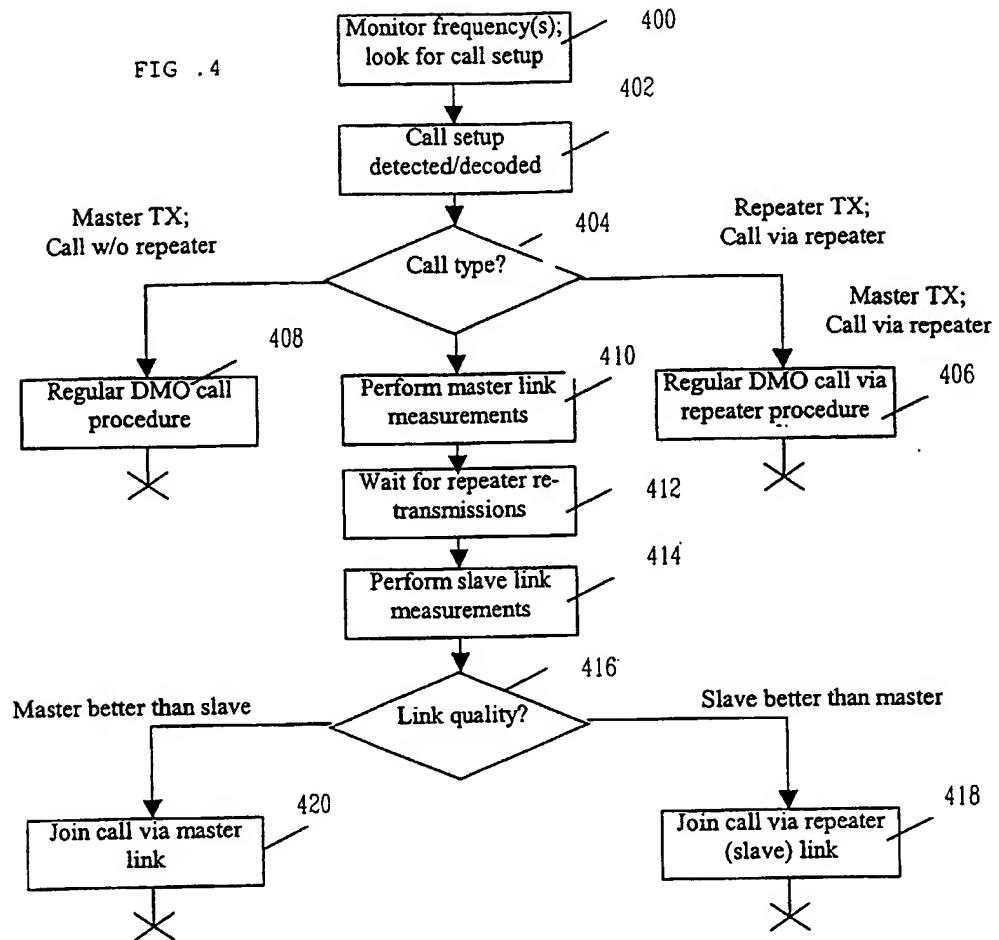 FIG .4
Monitor frequency(s);
look for call setup
400
402
Call setup
detected/decoded
Master TX;
Call w/o repeater
404
Call type?
Repeater TX;
Call via repeater
Master TX;
Call via repeater
408
Regular DMO call
procedure
410
Perform master link
measurements
406
Regular DMO call via
repeater procedure
Wait for repeater re-
transmissions
412
414
Perform slave link
measurements
416
Master better than slave
Link quality?
Slave better than master
420
Join call via master
link
418
Join call via repeater
(slave) link